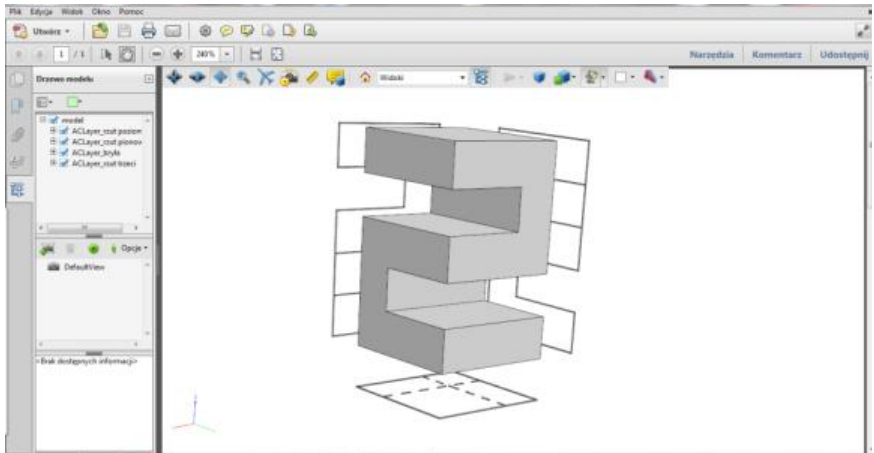 Plik Edycja Widok Okno Pomoc
Utwórz
1 / 1 240%
Narzędzia Komentarz Udostępnij
Drzewo modelu
Widoki
model
ACLayer_rzut poziom
ACLayer_rzut pionow
ACLayer_bryła
ACLayer_rzut trzeci
Opcje
DefaultView
<Brak dostępnych informacji>